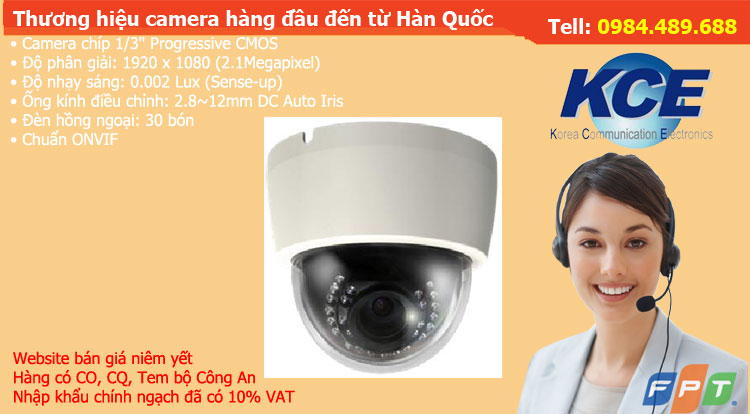 Thương hiệu camera hàng đầu đến từ Hàn Quốc
Tell: 0984.489.688
• Camera chíp 1/3" Progressive CMOS
• Độ phân giải: 1920 x 1080 (2.1Megapixel)
• Độ nhạy sáng: 0.002 Lux (Sense-up)
• Ống kính điều chỉnh: 2.8~12mm DC Auto Iris
• Đèn hồng ngoại: 30 bón
• Chuẩn ONVIF
KCE
Korea Communication Electronics
Website bán giá niêm yết
Hàng có CO, CQ, Tem bộ Công An
Nhập khẩu chính ngạch đã có 10% VAT
FPT